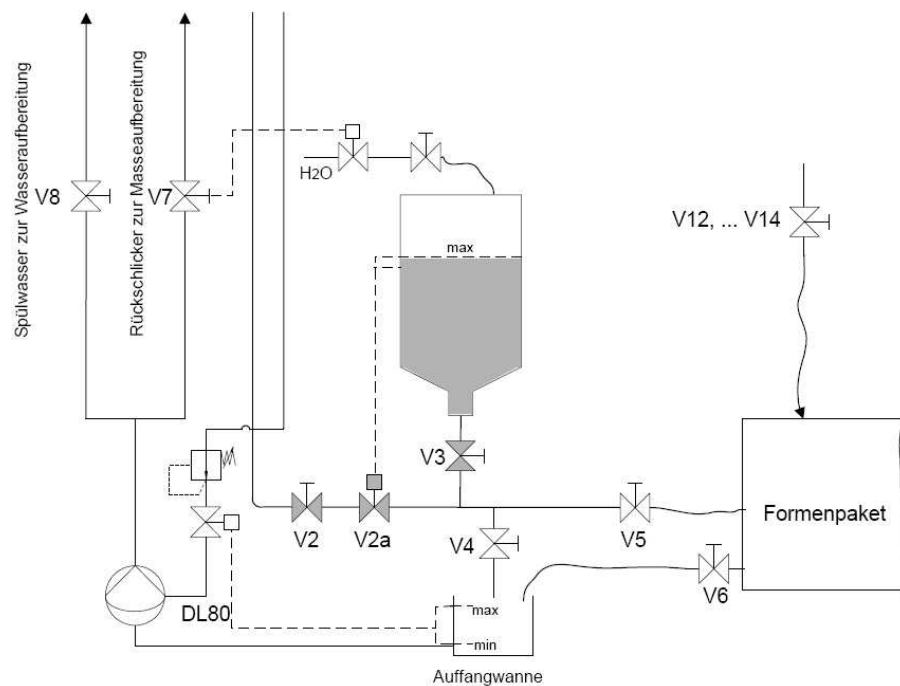 Spülwasser zur Wasseraufbereitung
Rückschlicker zur Masseaufbereitung
H2O
V8
V7
V12, ... V14
max
V3
Formenpaket
V2
V2a
V4
V5
V6
DL80
max
min
Auffangwanne